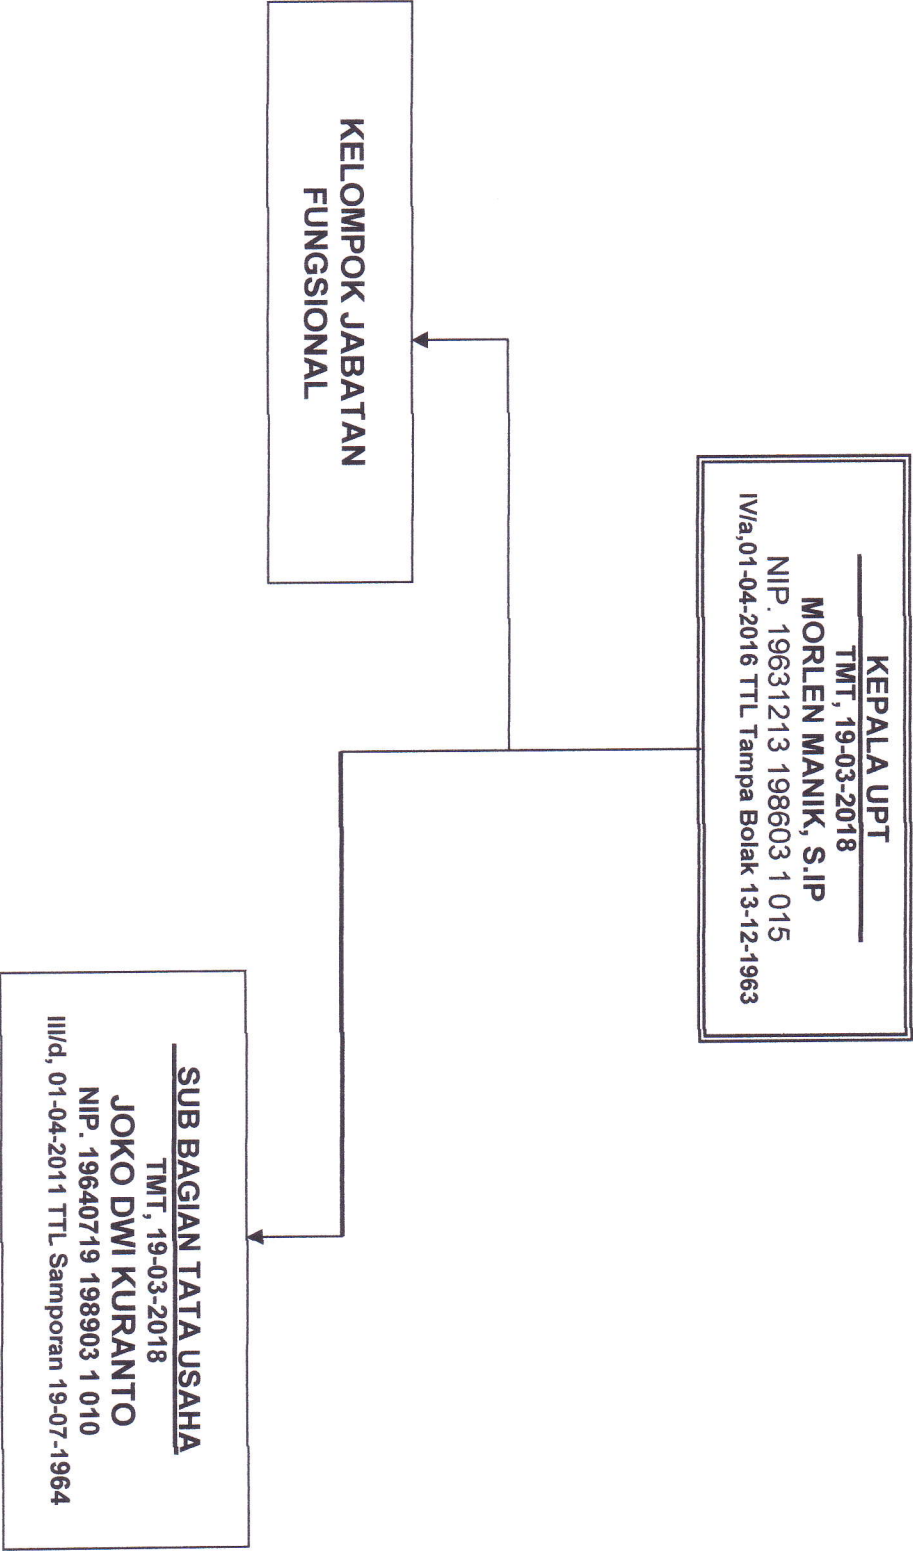 KEPALA UPT
TMT, 19-03-2018
MORLEN MANIK, S.IP
NIP. 19631213 198603 1 015
IV/a,01-04-2016 TTL Tampa Bolak 13-12-1963
KELOMPOK JABATAN
FUNGSIONAL
SUB BAGIAN TATA USAHA
TMT, 19-03-2018
JOKO DWI KURANTO
NIP. 19640719 198903 1 010
III/d, 01-04-2011 TTL Samporan 19-07-1964